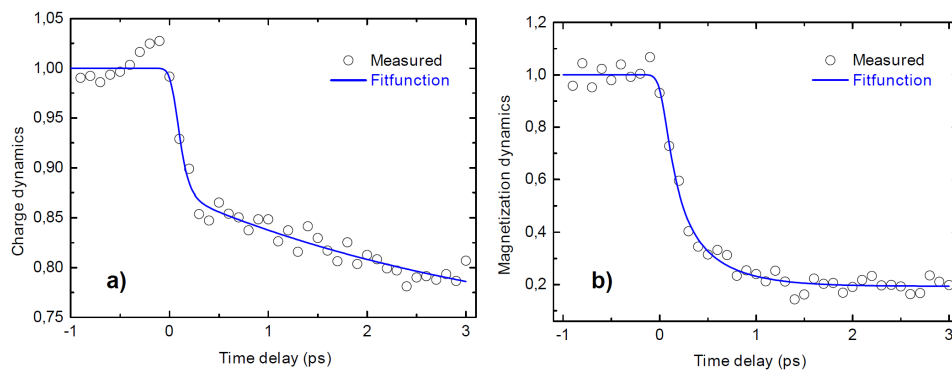 1,05
1,00
0,95
0,90
0,85
0,80
0,75
Charge dynamics
Measured
Fitfunction
a)
-1 0 1 2 3
Time delay (ps)
1,2
1,0
0,8
0,6
0,4
0,2
Magnetization dynamics
Measured
Fitfunction
b)
-1 0 1 2 3
Time delay (ps)